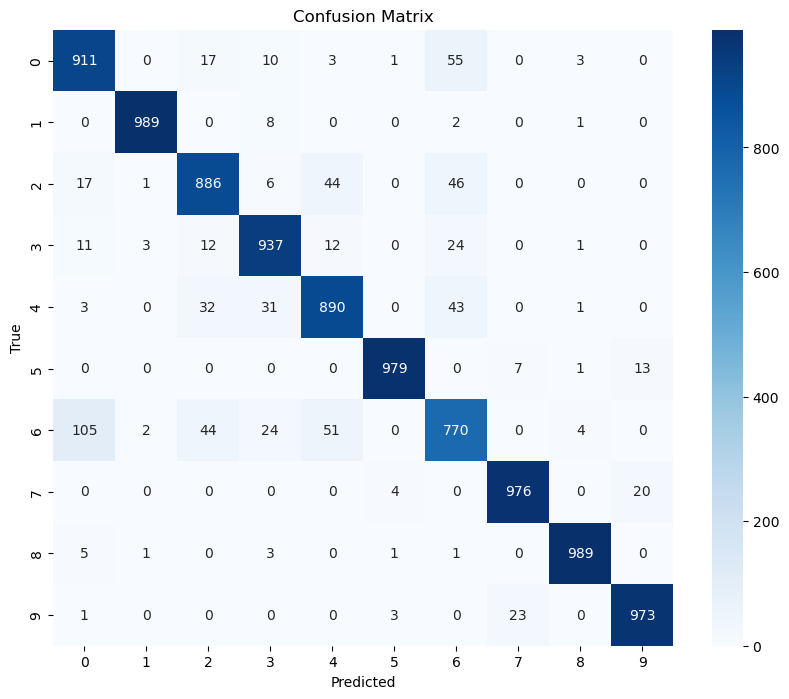 Confusion Matrix
0 911 0 17 10 3 1 55 0 3 0
1 0 989 0 8 0 0 2 0 1 0
2 17 1 886 6 44 0 46 0 0 0
3 11 3 12 937 12 24 0 1 0
4 3 0 32 31 890 0 43 0 1 0
5 0 0 0 0 0 979 0 7 1 13
6 105 2 44 24 51 0 770 0 4 0
7 0 0 0 0 0 4 0 976 0 20
8 5 1 0 3 0 1 1 0 989 0
9 1 0 0 0 0 3 0 23 0 973
0 1 2 3 4 5 6 7 8 9
Predicted
True
800
600
400
200
0